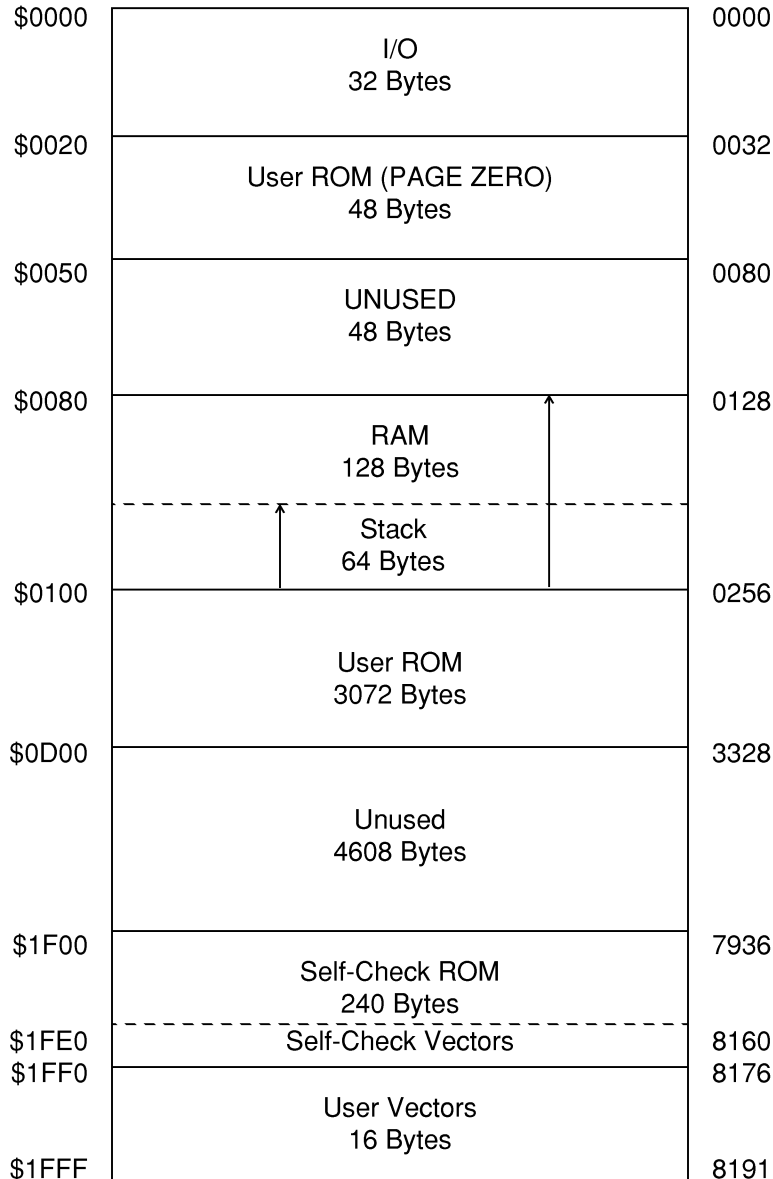 $0000 0000
I/O
32 Bytes
$0020 0032
User ROM (PAGE ZERO)
48 Bytes
$0050 0080
UNUSED
48 Bytes
$0080 0128
RAM
128 Bytes
Stack
64 Bytes
$0100 0256
User ROM
3072 Bytes
$0D00 3328
Unused
4608 Bytes
$1F00 7936
Self-Check ROM
240 Bytes
$1FE0 Self-Check Vectors 8160
$1FF0 8176
User Vectors
16 Bytes
$1FFF 8191